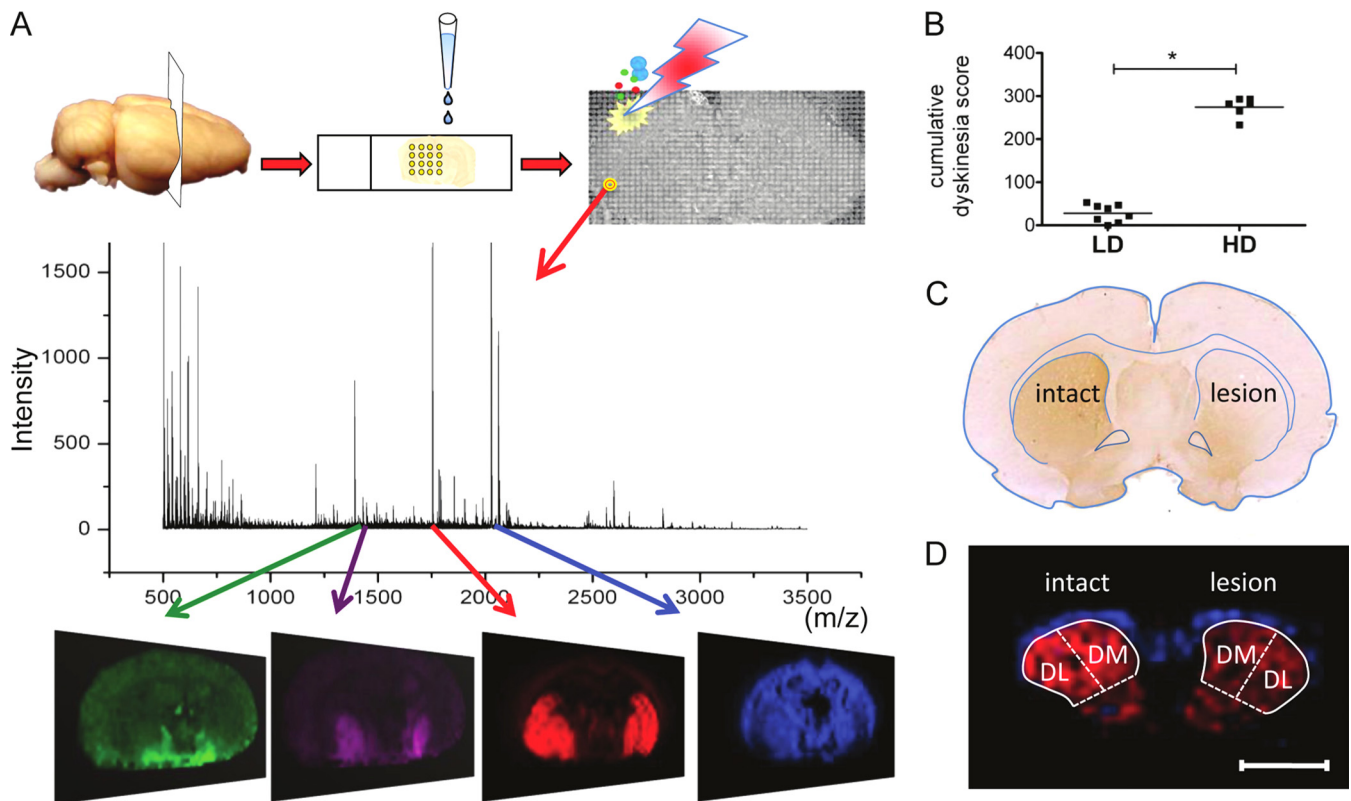 A
1500
1000
500
0
Intensity
500 1000 1500 2000 2500 3000 3500
(m/z)
B
400
300
200
100
0
cumulative
dyskinesia score
*
LD HD
C
intact lesion
D
intact lesion
DL DM DM DL